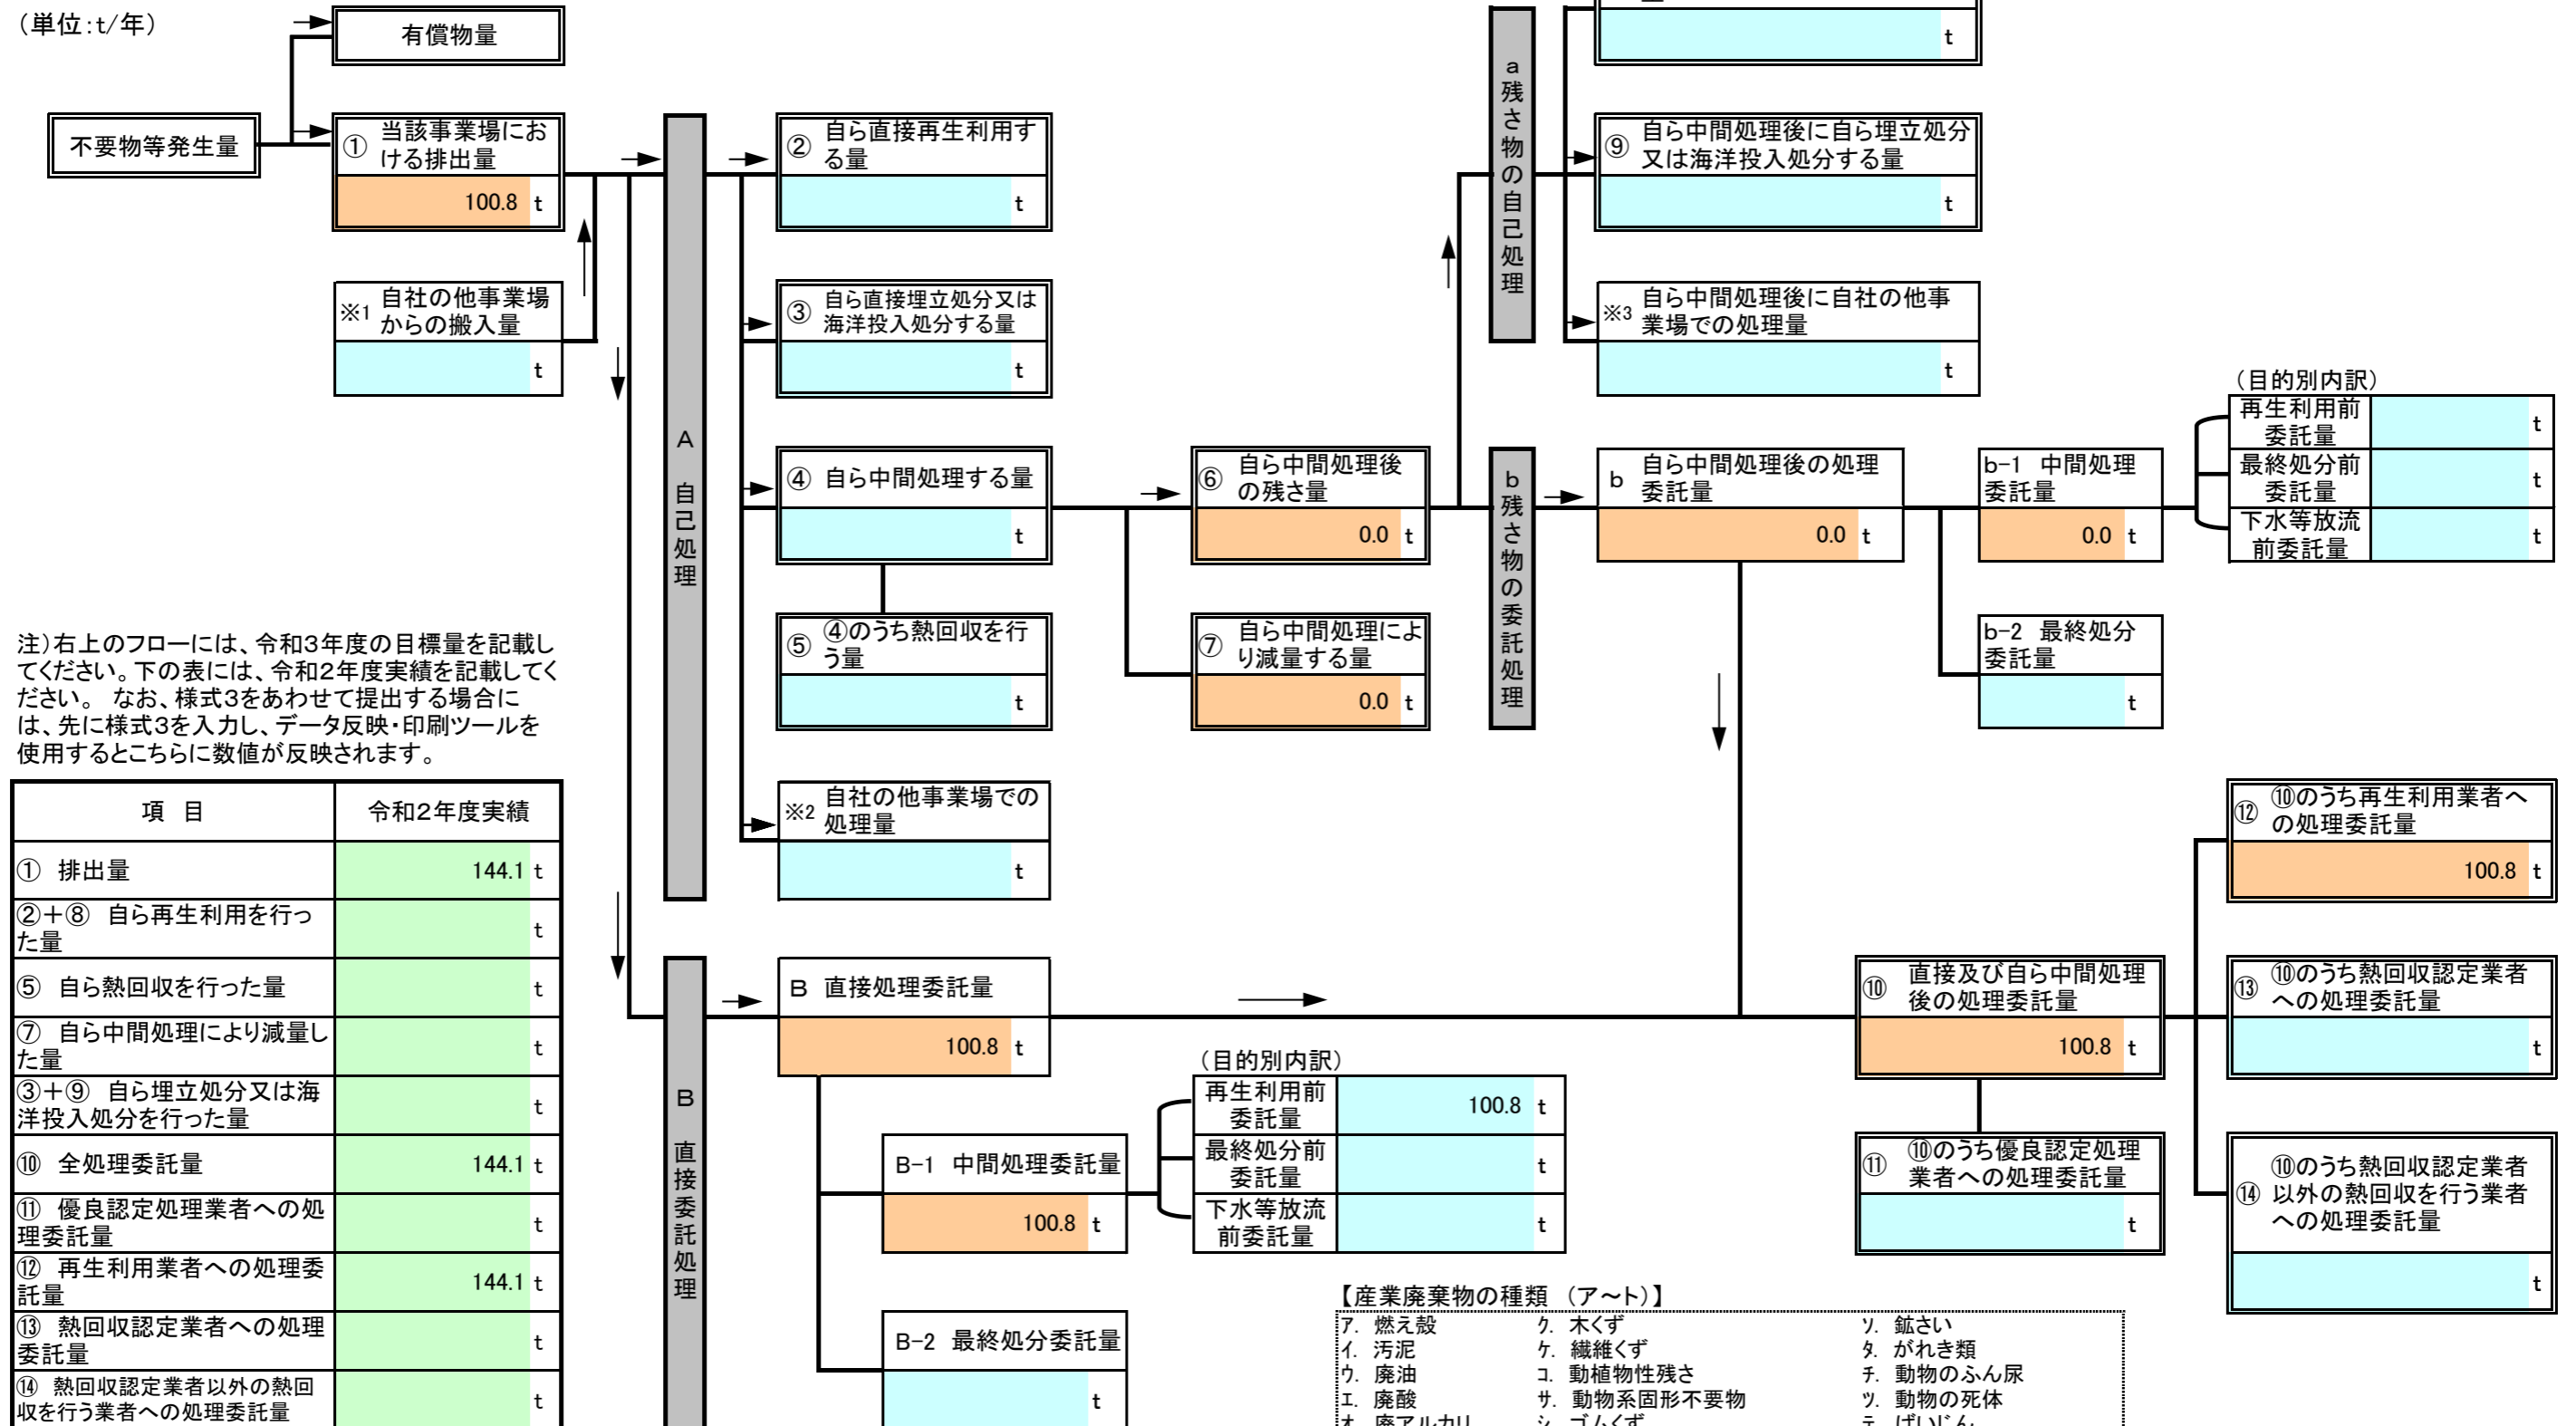 （単位:t/年）
有償物量
不要物等発生量
① 当該事業場にお
ける排出量
100.8 t
※1 自社の他事業場
からの搬入量
t
A 自己処理
② 自ら直接再生利用す
る量
t
③ 自ら直接埋立処分又は
海洋投入処分する量
t
④ 自ら中間処理する量
t
⑤ ④のうち熱回収を行
う量
t
※2 自社の他事業場での
処理量
t
⑥ 自ら中間処理後
の残さ量
0.0 t
⑦ 自ら中間処理によ
り減量する量
0.0 t
a 残さ物の自己処理
t
⑨ 自ら中間処理後に自ら埋立処分
又は海洋投入処分する量
t
※3 自ら中間処理後に自社の他事
業場での処理量
t
b 残さ物の委託処理
b 自ら中間処理後の処理
委託量
0.0 t
b-1 中間処理
委託量
0.0 t
b-2 最終処分
委託量
t
（目的別内訳）
再生利用前
委託量
t
最終処分前
委託量
t
下水等放流
前委託量
t
注）右上のフローには、令和3年度の目標量を記載し
てください。下の表には、令和2年度実績を記載してく
ださい。 なお、様式3をあわせて提出する場合に
は、先に様式3を入力し、データ反映・印刷ツールを
使用するとこちらに数値が反映されます。
項 目 令和2年度実績
① 排出量 144.1 t
②＋⑧ 自ら再生利用を行っ
た量
t
⑤ 自ら熱回収を行った量 t
⑦ 自ら中間処理により減量し
た量
t
③＋⑨ 自ら埋立処分又は海
洋投入処分を行った量
t
⑩ 全処理委託量 144.1 t
⑪ 優良認定処理業者への処
理委託量
t
⑫ 再生利用業者への処理委
託量
144.1 t
⑬ 熱回収認定業者への処理
委託量
t
⑭ 熱回収認定業者以外の熱回
収を行う業者への処理委託量
t
B 直接委託処理
B 直接処理委託量
100.8 t
B-1 中間処理委託量
100.8 t
B-2 最終処分委託量
t
（目的別内訳）
再生利用前
委託量
100.8 t
最終処分前
委託量
t
下水等放流
前委託量
t
⑩ 直接及び自ら中間処理
後の処理委託量
100.8 t
⑪ ⑩のうち優良認定処理
業者への処理委託量
t
⑫ ⑩のうち再生利用業者へ
の処理委託量
100.8 t
⑬ ⑩のうち熱回収認定業者
への処理委託量
t
⑭ ⑩のうち熱回収認定業者
以外の熱回収を行う業者
への処理委託量
t
【産業廃棄物の種類 （ア～ト）】
ア. 燃え殻 ク. 木くず ソ. 鉱さい
イ. 汚泥 ケ. 繊維くず タ. がれき類
ウ. 廃油 コ. 動植物性残さ チ. 動物のふん尿
エ. 廃酸 サ. 動物系固形不要物 ツ. 動物の死体
オ. 廃アルカリ シ. ゴムくず テ. ばいじん